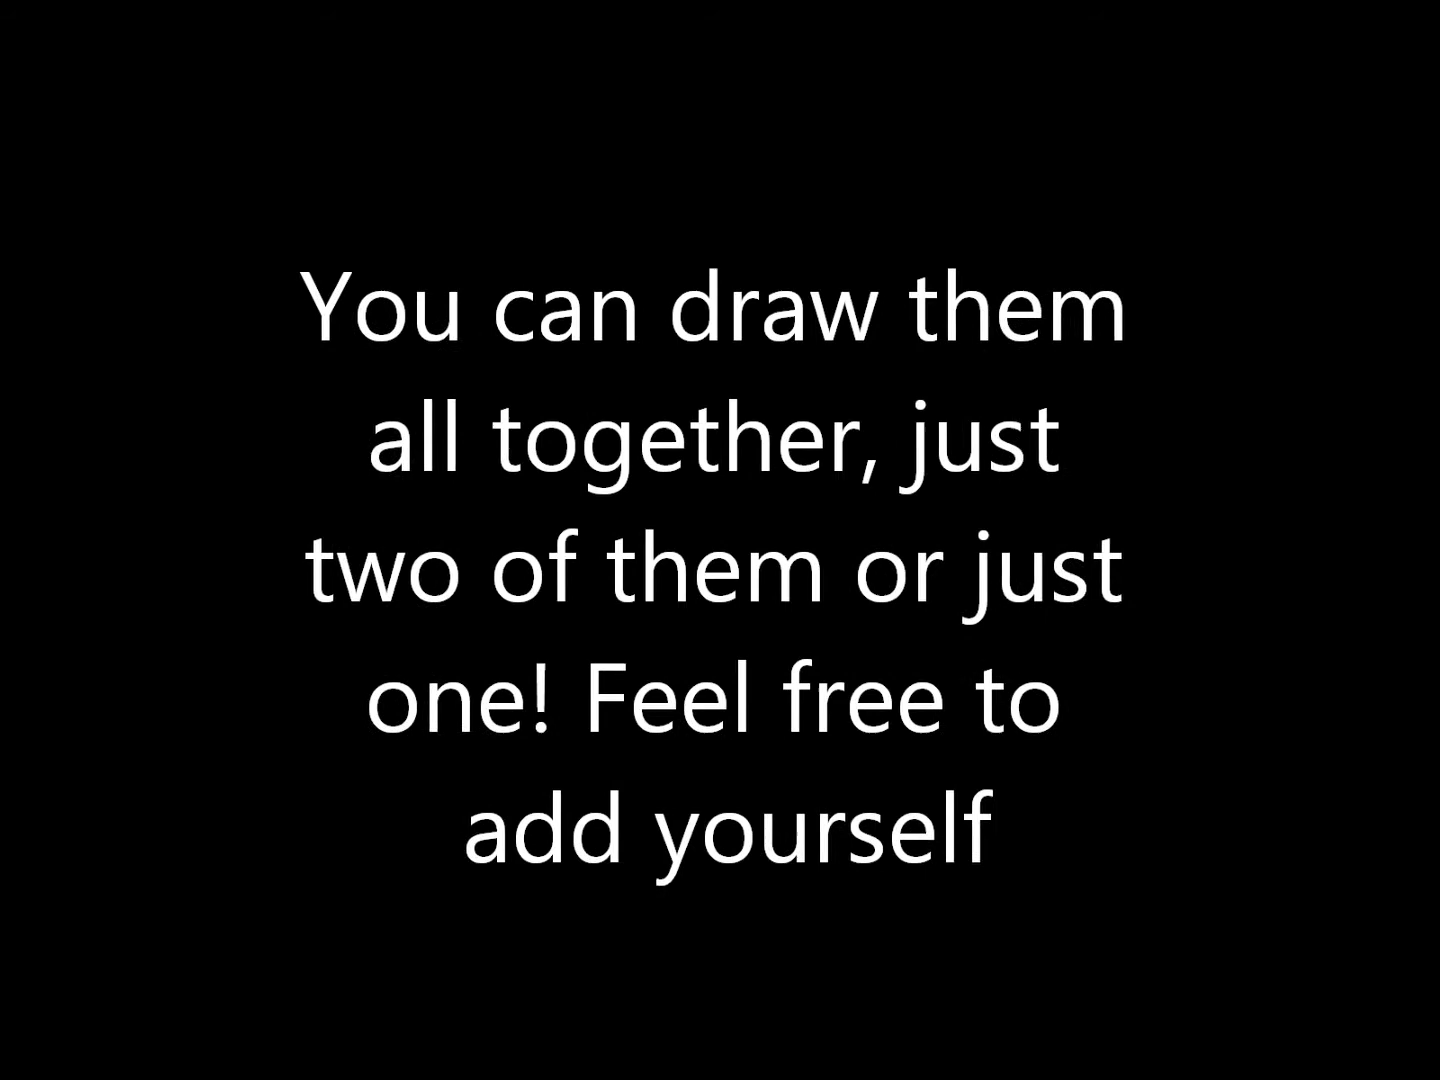 You can draw them
all together, just
two of them or just
one! Feel free to
add yourself